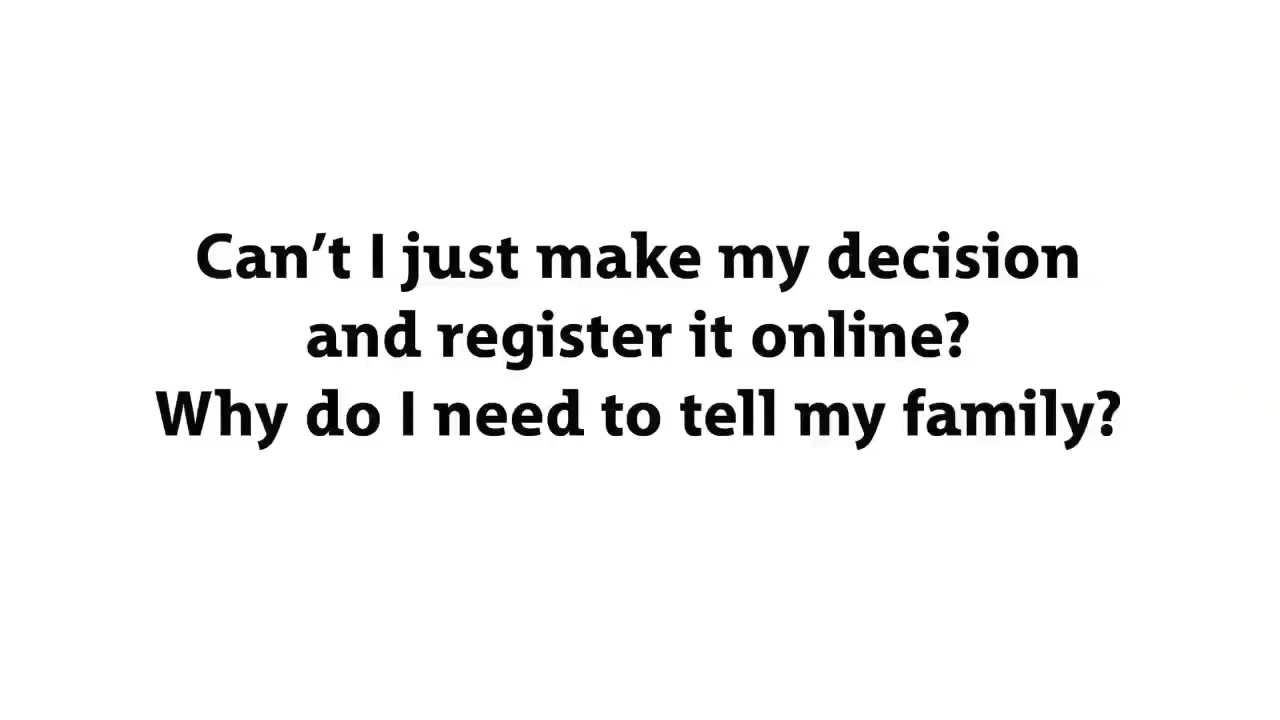 Can’t I just make my decision
and register it online?
Why do I need to tell my family?